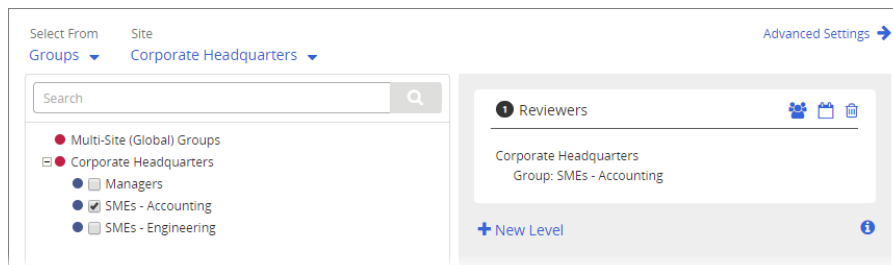 Select From Site
Groups Corporate Headquarters
Advanced Settings
Search
Multi-Site (Global) Groups
Corporate Headquarters
Managers
SMEs - Accounting
SMEs - Engineering
1 Reviewers
Corporate Headquarters
Group: SMEs - Accounting
New Level